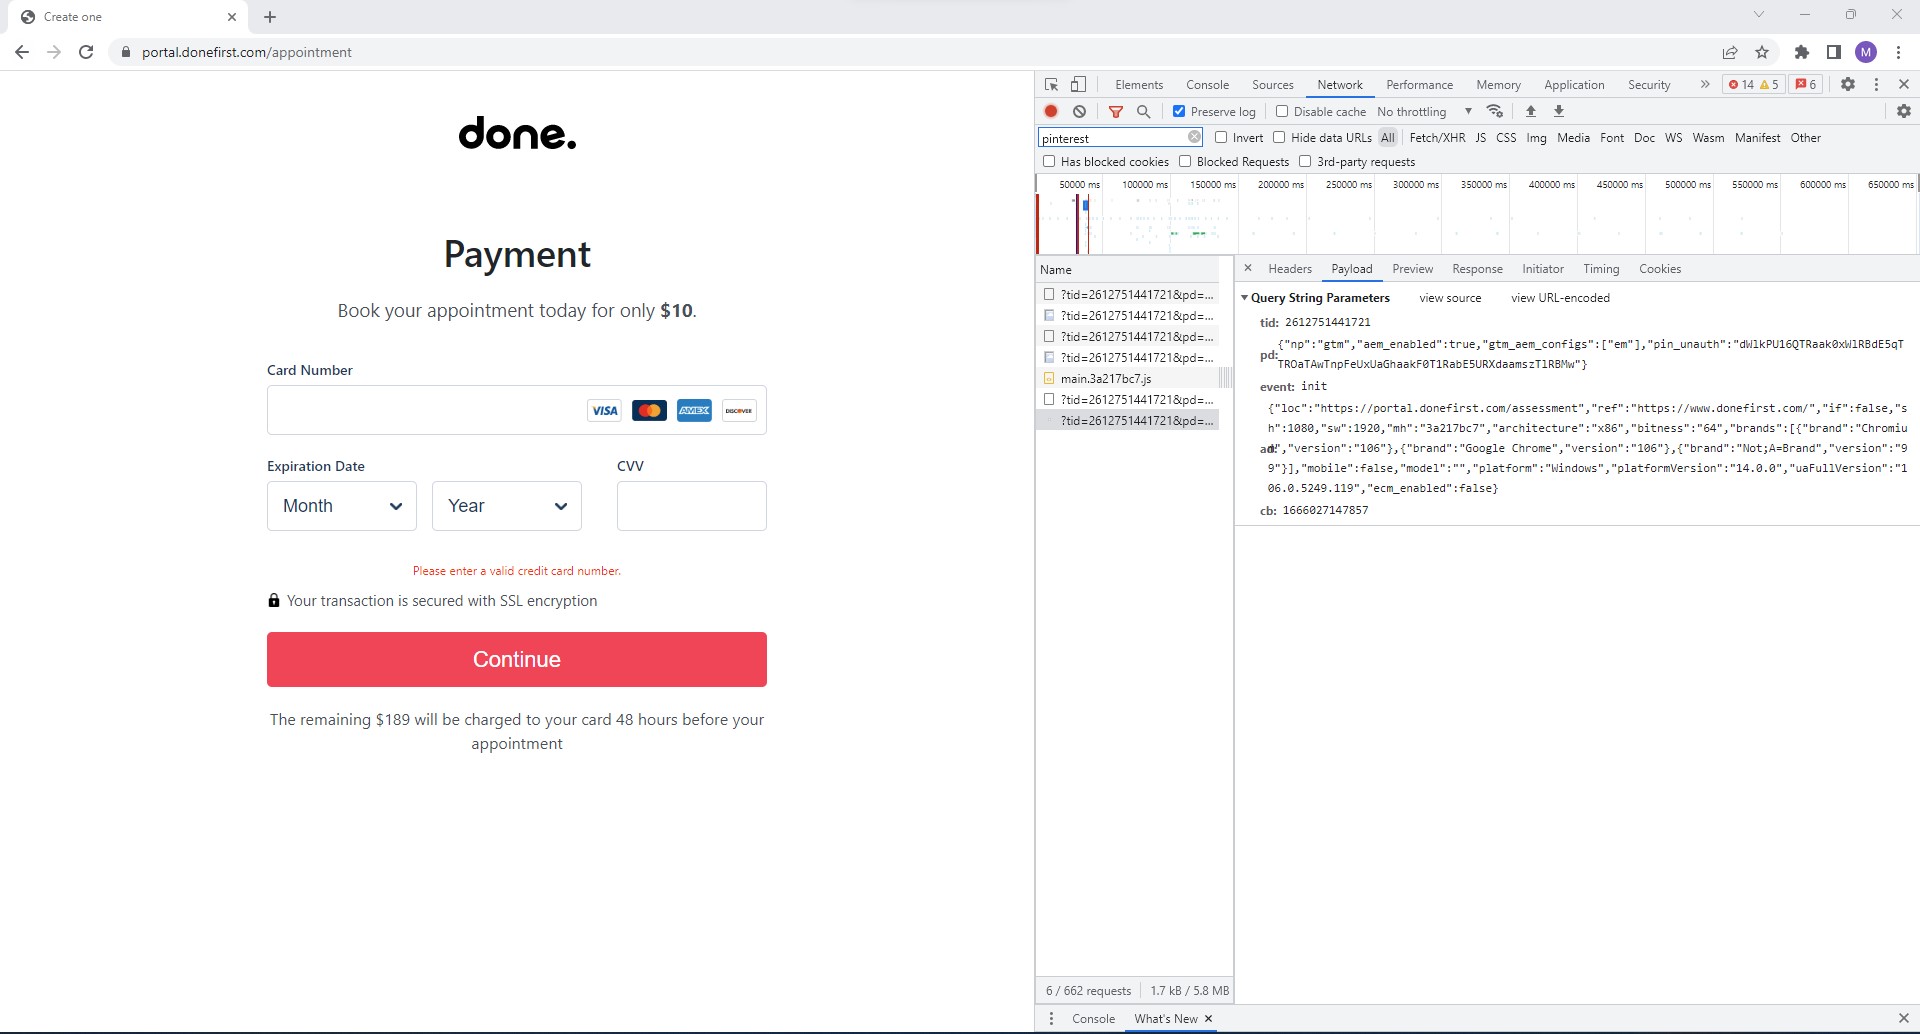 Create one
portal.donefirst.com/appointment
M
done.
Payment
Book your appointment today for only $10.
Card Number
VISA
AMEX
DISCOVER
Expiration Date
CVV
Month
Year
Please enter a valid credit card number.
Your transaction is secured with SSL encryption
Continue
The remaining $189 will be charged to your card 48 hours before your
appointment
Elements Console Sources Network Performance Memory Application Security » 14 5 6
Preserve log Disable cache No throttling
pinterest Invert Hide data URLs All Fetch/XHR JS CSS Img Media Font Doc WS Wasm Manifest Other
Has blocked cookies Blocked Requests 3rd-party requests
50000 ms 100000 ms 150000 ms 200000 ms 250000 ms 300000 ms 350000 ms 400000 ms 450000 ms 500000 ms 550000 ms 600000 ms 650000 ms
Name
?tid=2612751441721&pd=...
?tid=2612751441721&pd=...
?tid=2612751441721&pd=...
?tid=2612751441721&pd=...
main.3a217bc7.js
?tid=2612751441721&pd=...
?tid=2612751441721&pd=...
Headers Payload Preview Response Initiator Timing Cookies
Query String Parameters view source view URL-encoded
tid: 2612751441721
pd: {"np":"gtm","aem_enabled":true,"gtm_aem_configs":["em"],"pin_unauth":"dWlkPU16QTRaak0xWlRBdE5qT
TROaTAwTnpFeUxUaGhaakF0T1RabE5URXdaamszTlRBMw"}
event: init
{"loc":"https://portal.donefirst.com/assessment","ref":"https://www.donefirst.com/","if":false,"s
h":1080,"sw":1920,"mh":"3a217bc7","architecture":"x86","bitness":"64","brands":[{"brand":"Chromiu
ad: m","version":"106"},{"brand":"Google Chrome","version":"106"},{"brand":"Not;A=Brand","version":"9
9"}],"mobile":false,"model":"","platform":"Windows","platformVersion":"14.0.0","uaFullVersion":"1
06.0.5249.119","ecm_enabled":false}
cb: 1666027147857
6 / 662 requests 1.7 kB / 5.8 MB
Console What's New